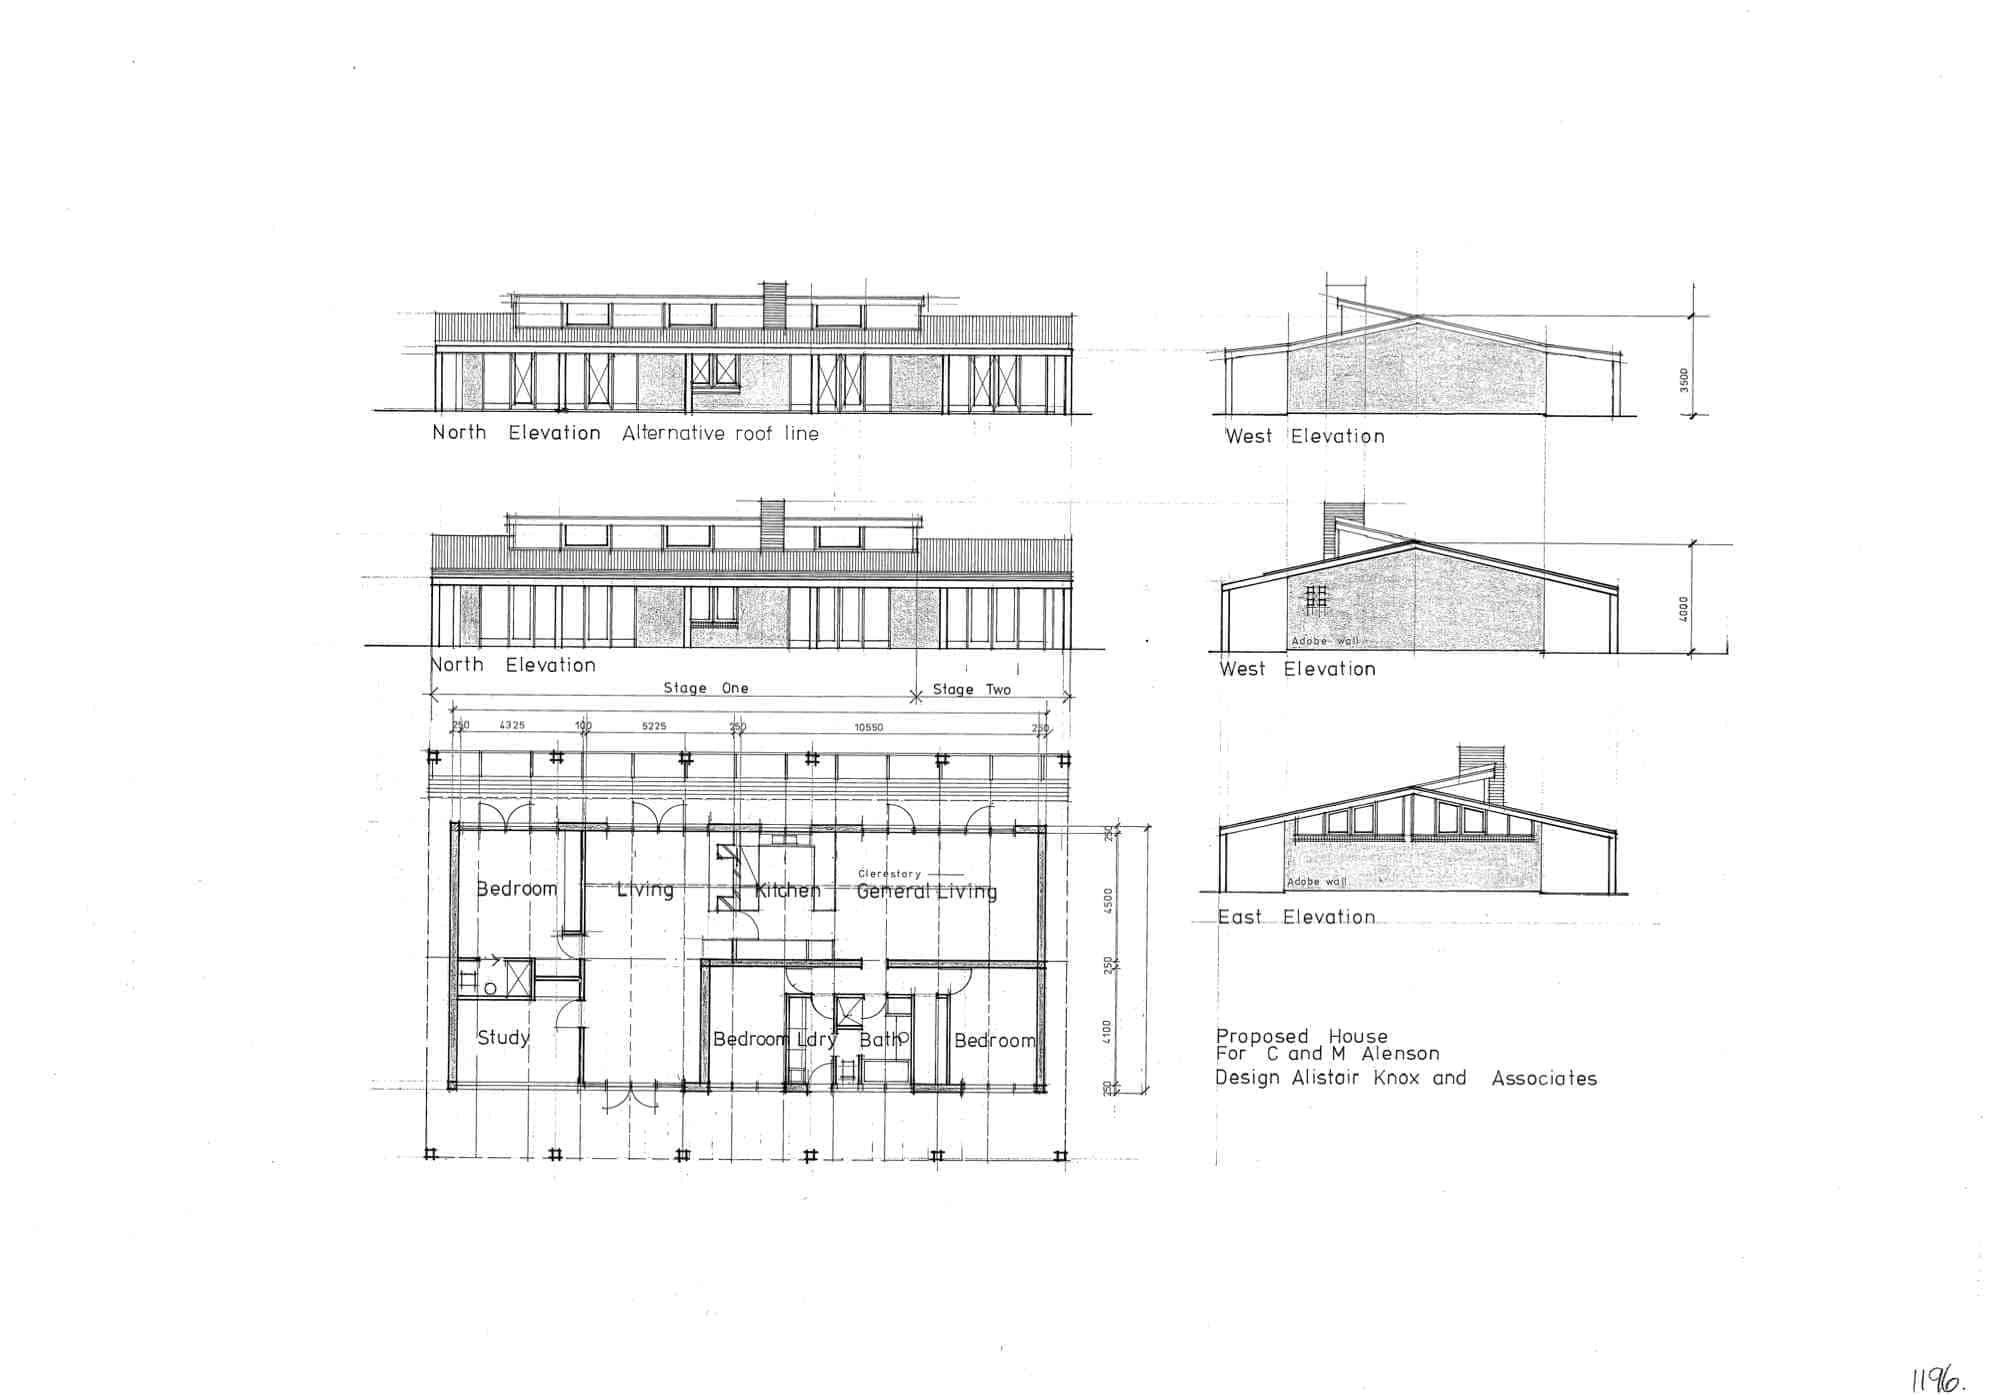 North Elevation Alternative roof line
West Elevation
3500
North Elevation
Adobe wall
West Elevation
4000
Stage One
Stage Two
250 4325 100 5225 250 10550 250
Bedroom
Living
Kitchen
Clerestory
General Living
Study
Bedroom
Ldry
Bath
Bedroom
250
4500
250
4100
250
Adobe wall
East Elevation
Proposed House
For C and M Alenson
Design Alistair Knox and Associates
1196.